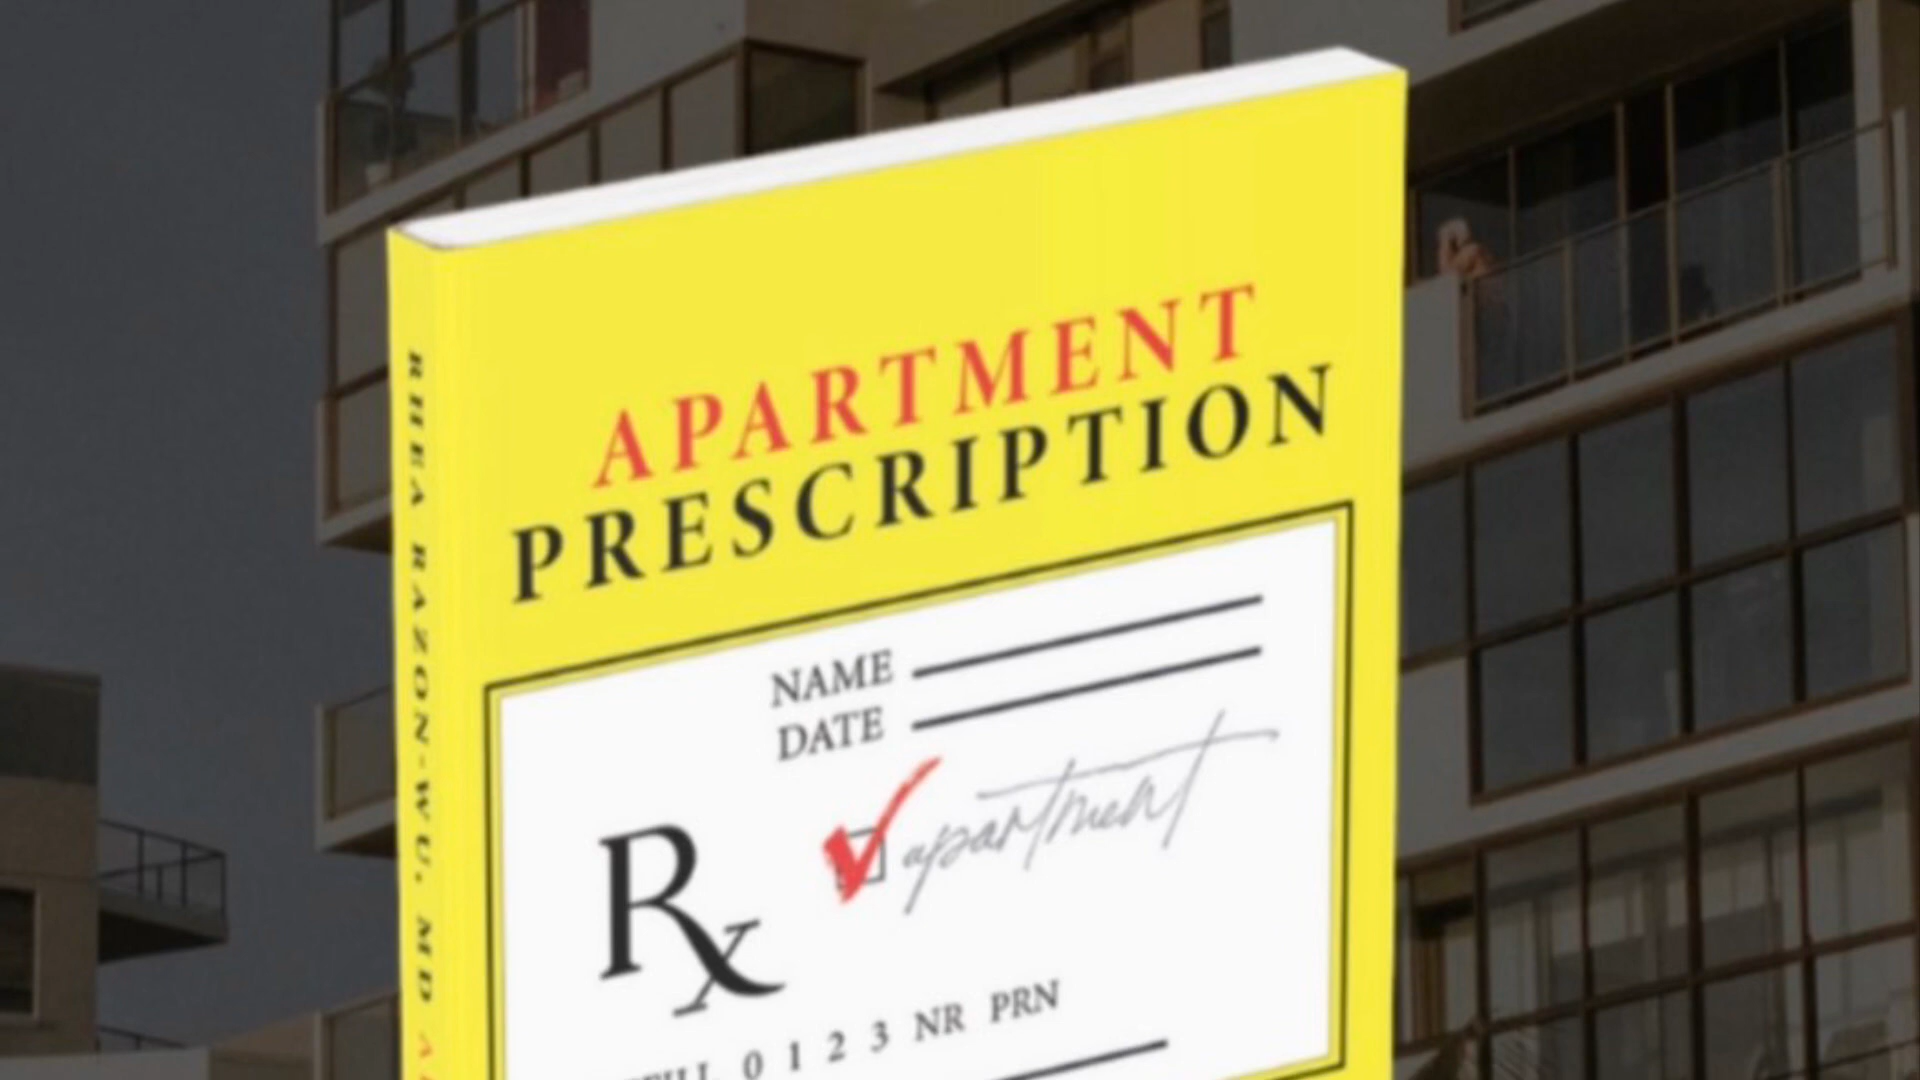 APARTMENT
PRESCRIPTION
NAME
DATE
apartment
Rx
0 1 2 3 NR PRN
RHEA RAZON-WU, MD